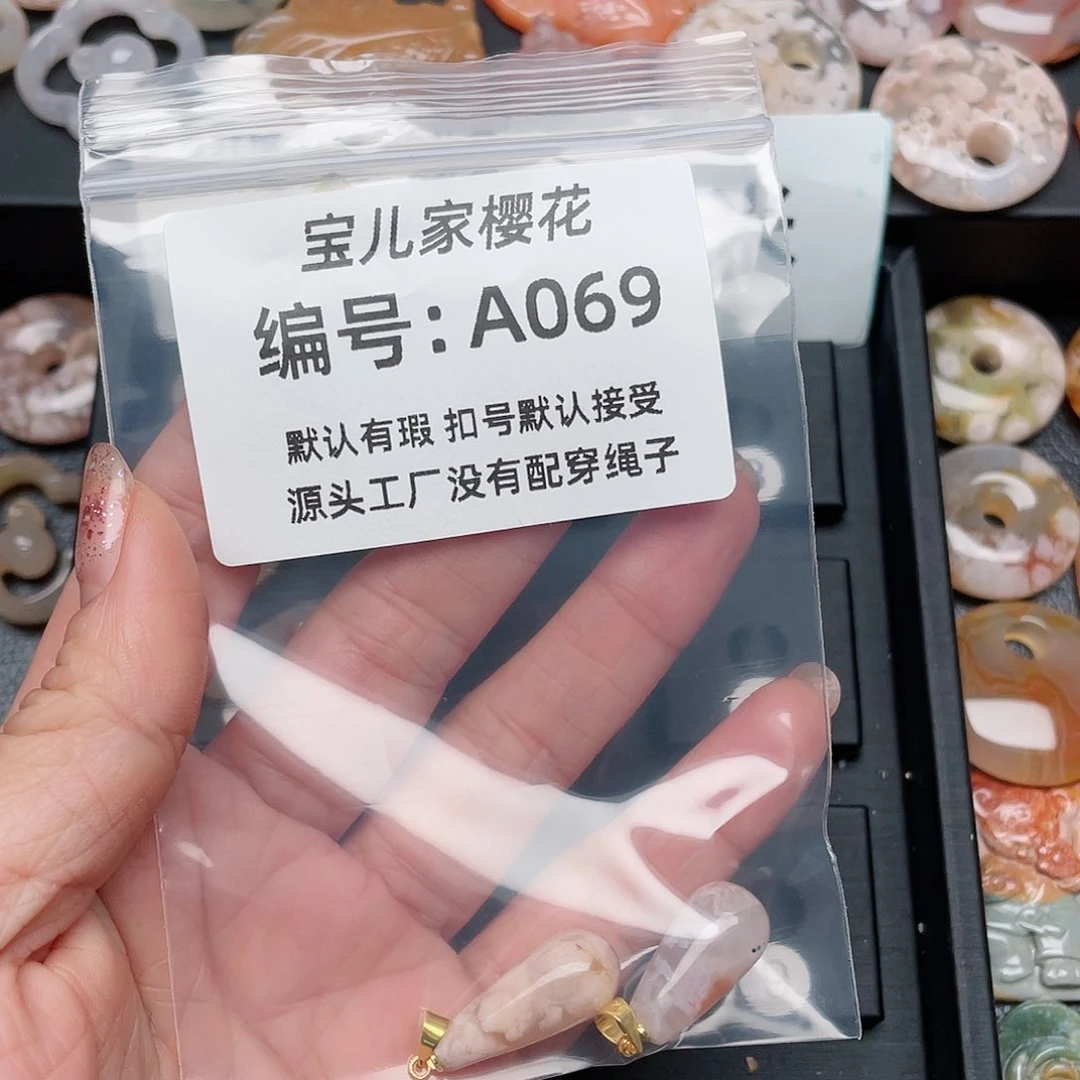 宝儿家樱花
编号:A069
默认有瑕 扣号默认接受
源头工厂没有配穿绳子